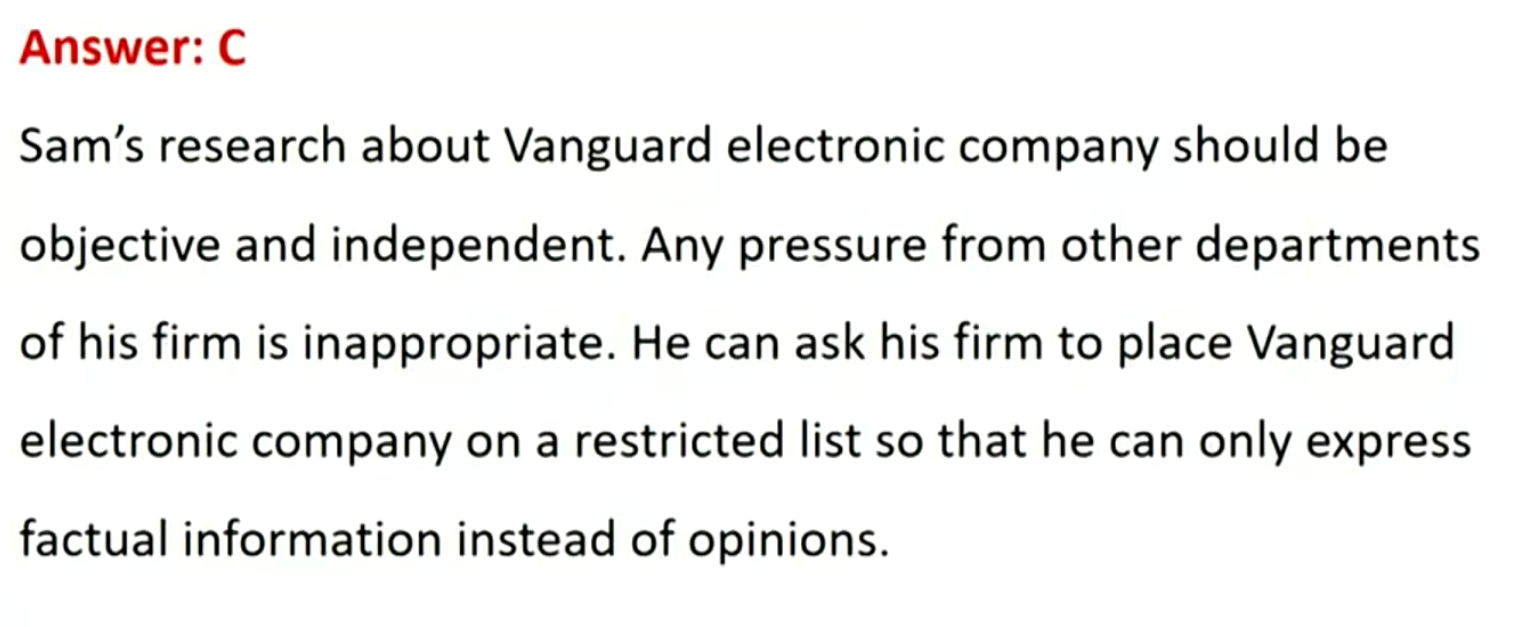 Answer: C
Sam’s research about Vanguard electronic company should be
objective and independent. Any pressure from other departments
of his firm is inappropriate. He can ask his firm to place Vanguard
electronic company on a restricted list so that he can only express
factual information instead of opinions.